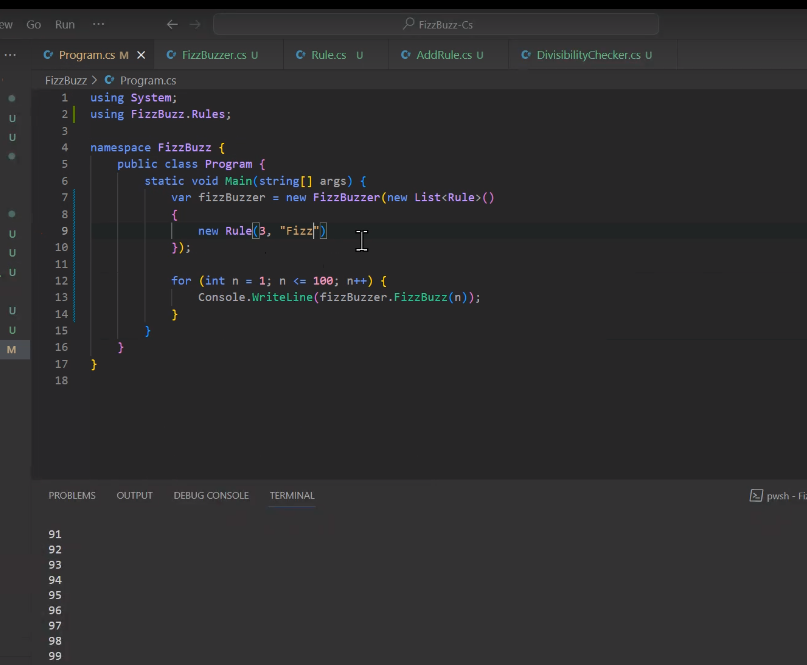 ew Go Run ··· ← → FizzBuzz-Cs
··· Program.cs M × FizzBuzzer.cs U Rule.cs U AddRule.cs U DivisibilityChecker.cs U
FizzBuzz > Program.cs
1 using System;
U 2 using FizzBuzz.Rules;
U 3
4 namespace FizzBuzz {
5 public class Program {
6 static void Main(string[] args) {
7 var fizzBuzzer = new FizzBuzzer(new List<Rule>()
8 {
U 9 new Rule(3, "Fizz")
U 10 });
U 11
12 for (int n = 1; n <= 100; n++) {
13 Console.WriteLine(fizzBuzzer.FizzBuzz(n));
U 14 }
U 15 }
M 16 }
17 }
18
PROBLEMS OUTPUT DEBUG CONSOLE TERMINAL pwsh - Fi
91
92
93
94
95
96
97
98
99